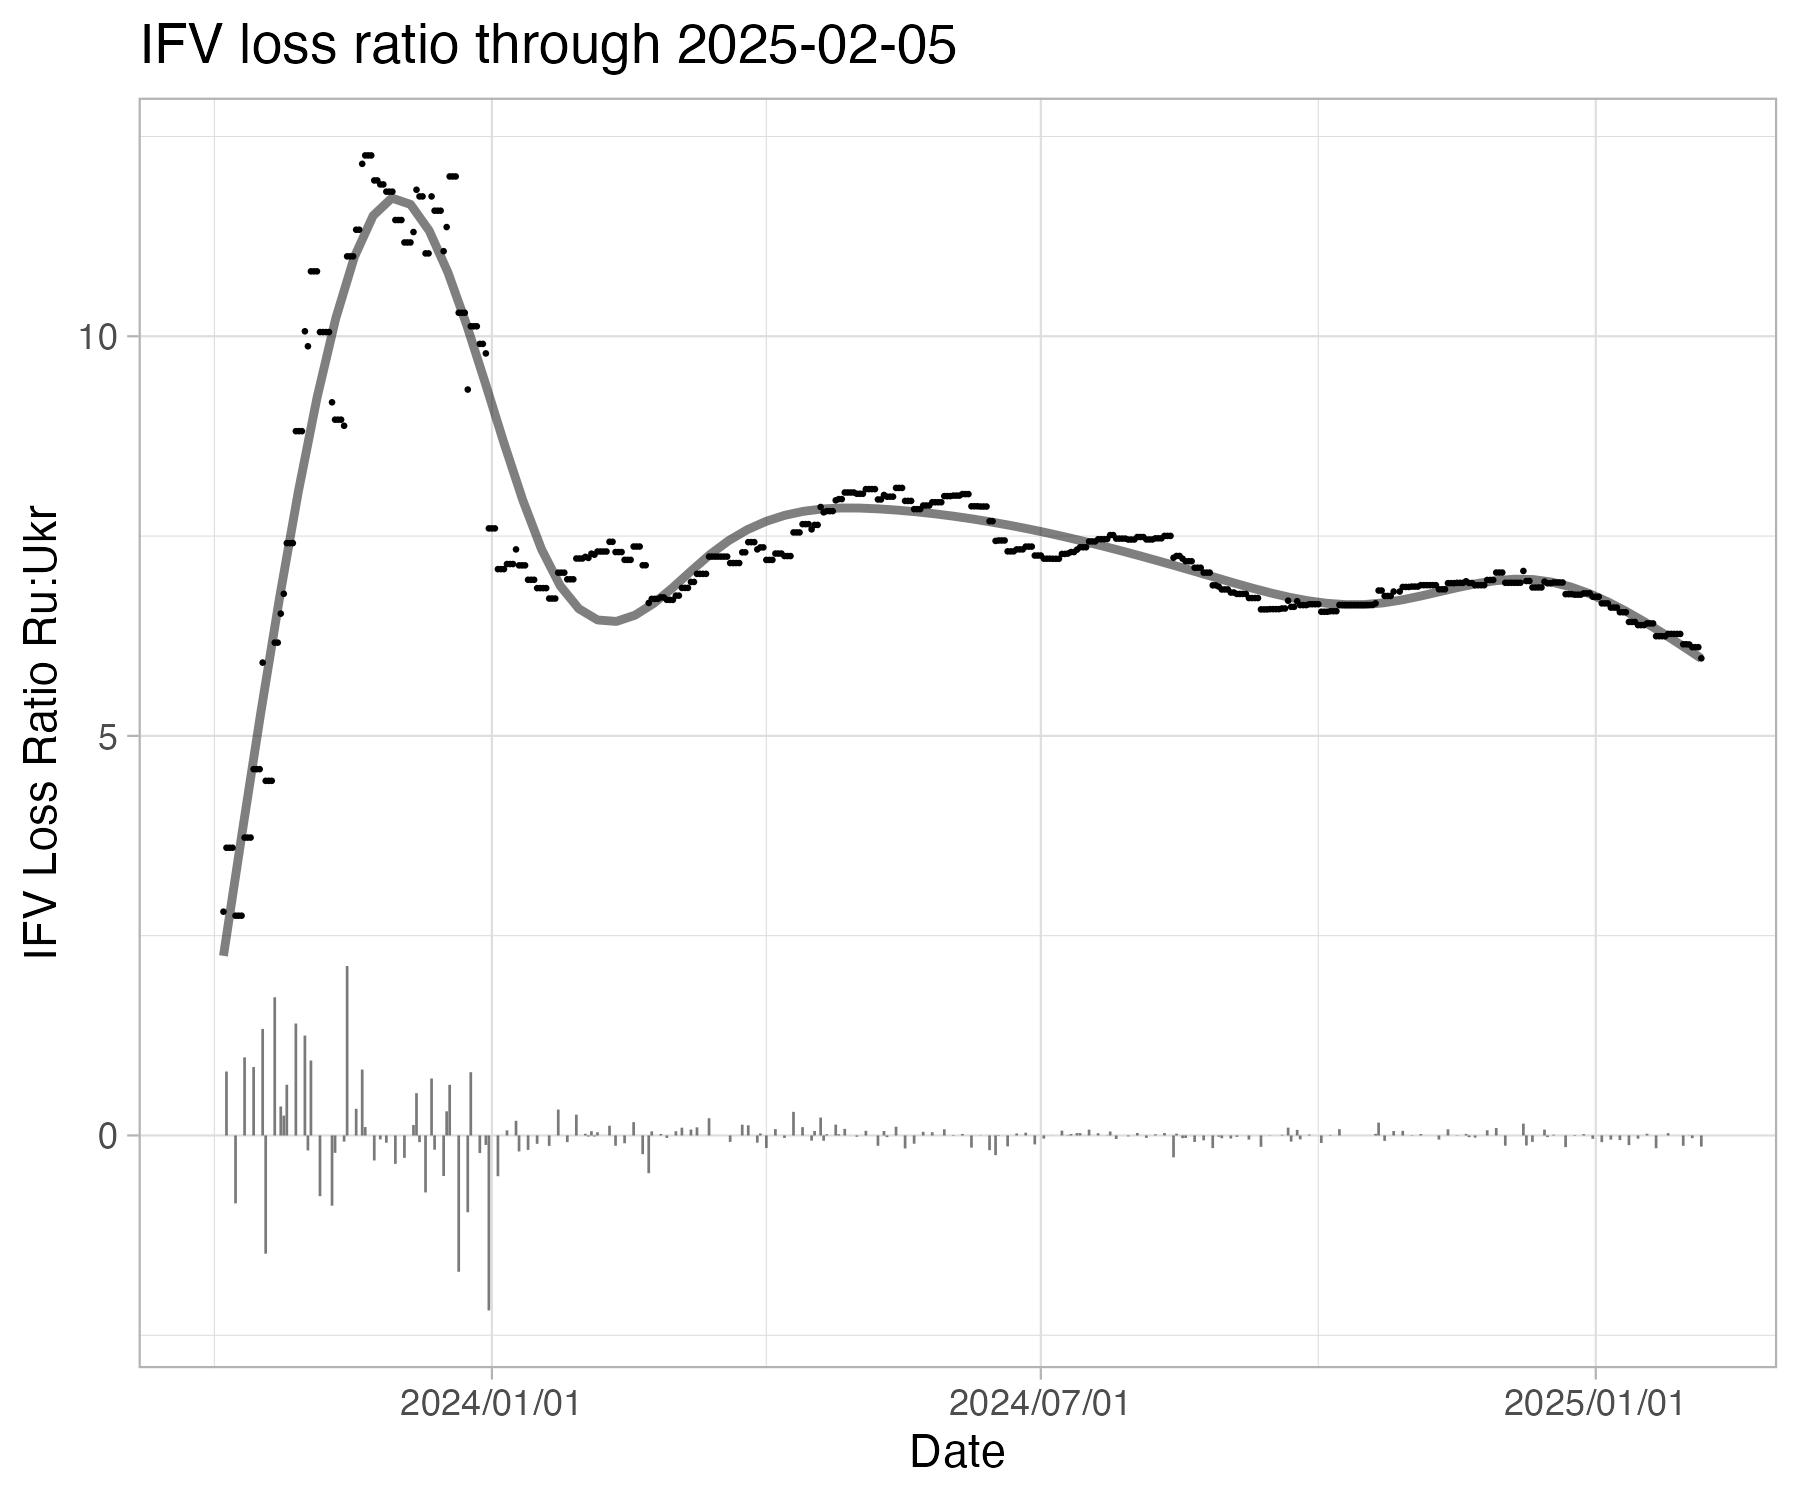 IFV loss ratio through 2025-02-05
IFV Loss Ratio Ru:Ukr
10
5
0
2024/01/01
2024/07/01
2025/01/01
Date